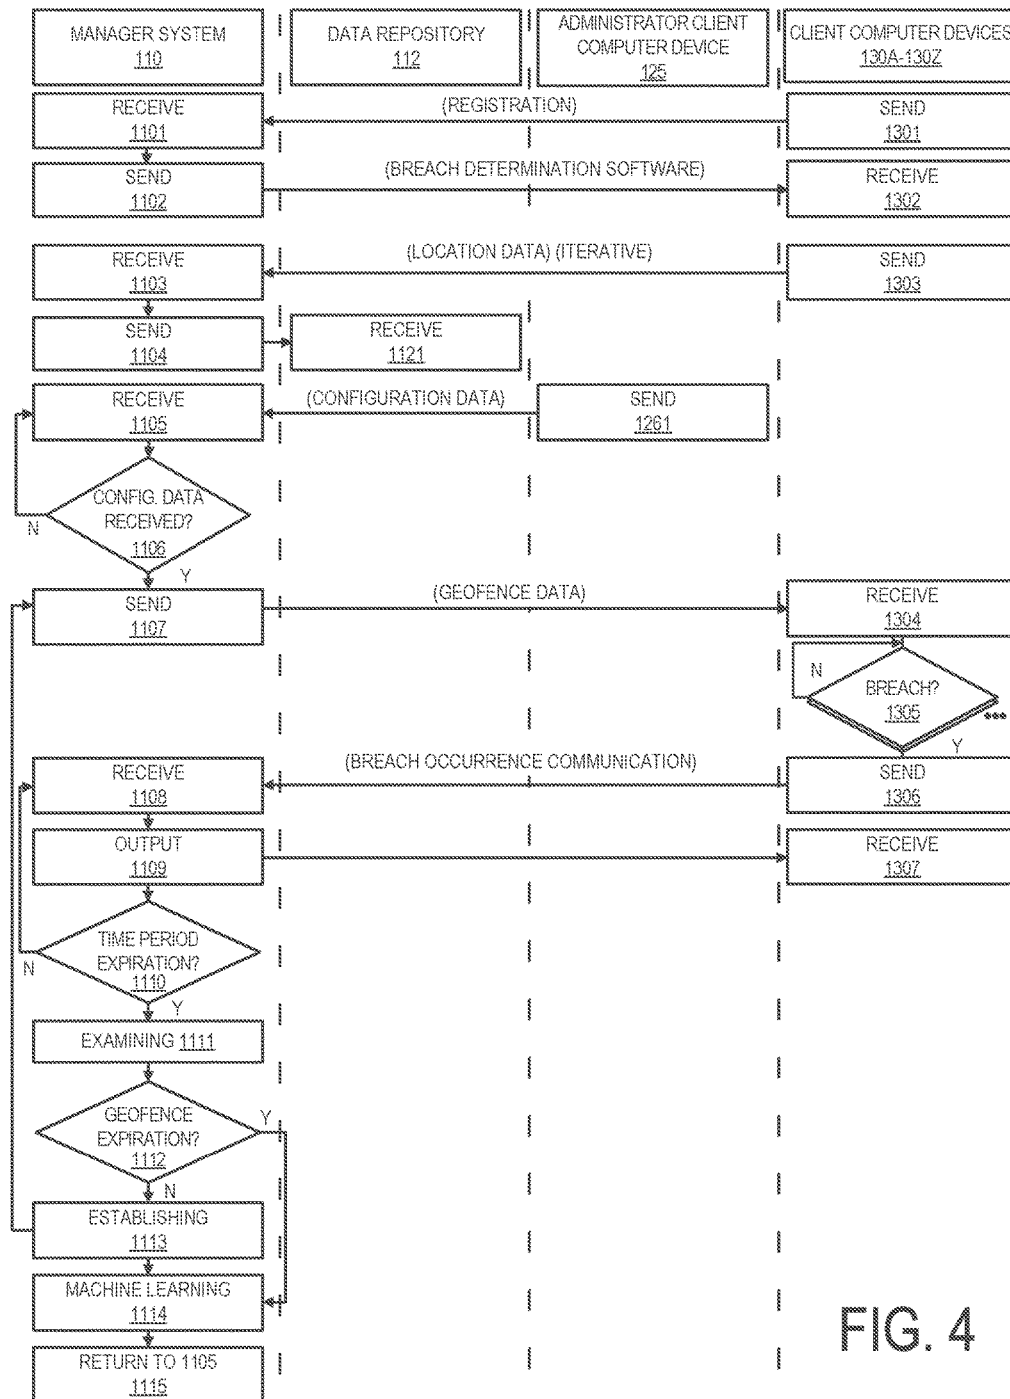 MANAGER SYSTEM
110
DATA REPOSITORY
112
ADMINISTRATOR CLIENT
COMPUTER DEVICE
125
CLIENT COMPUTER DEVICES
130A-130Z
RECEIVE
1101
(REGISTRATION)
SEND
1301
SEND
1102
(BREACH DETERMINATION SOFTWARE)
RECEIVE
1302
RECEIVE
1103
(LOCATION DATA) (ITERATIVE)
SEND
1303
SEND
1104
RECEIVE
1121
RECEIVE
1105
(CONFIGURATION DATA)
SEND
1261
CONFIG. DATA
RECEIVED?
1106
N
Y
SEND
1107
(GEOFENCE DATA)
RECEIVE
1304
N
BREACH?
1305
...
Y
RECEIVE
1108
(BREACH OCCURRENCE COMMUNICATION)
SEND
1306
OUTPUT
1109
RECEIVE
1307
TIME PERIOD
EXPIRATION?
1110
N
Y
EXAMINING 1111
GEOFENCE
EXPIRATION?
1112
Y
N
ESTABLISHING
1113
MACHINE LEARNING
1114
RETURN TO 1105
1115
FIG. 4